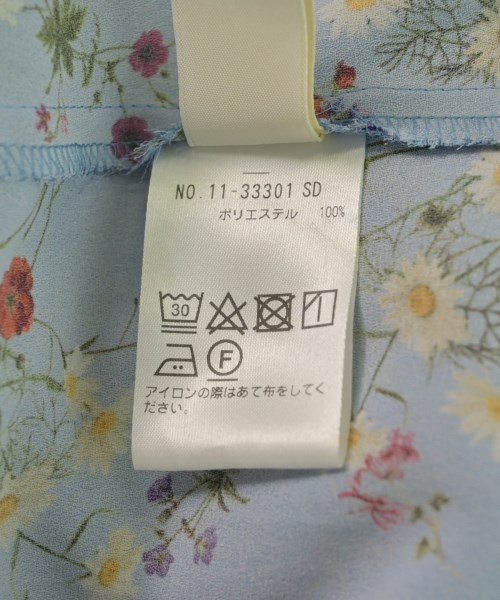 NO.11-33301 SD
ポリエステル 100%
30
F
アイロンの際はあて布をしてく
ださい。